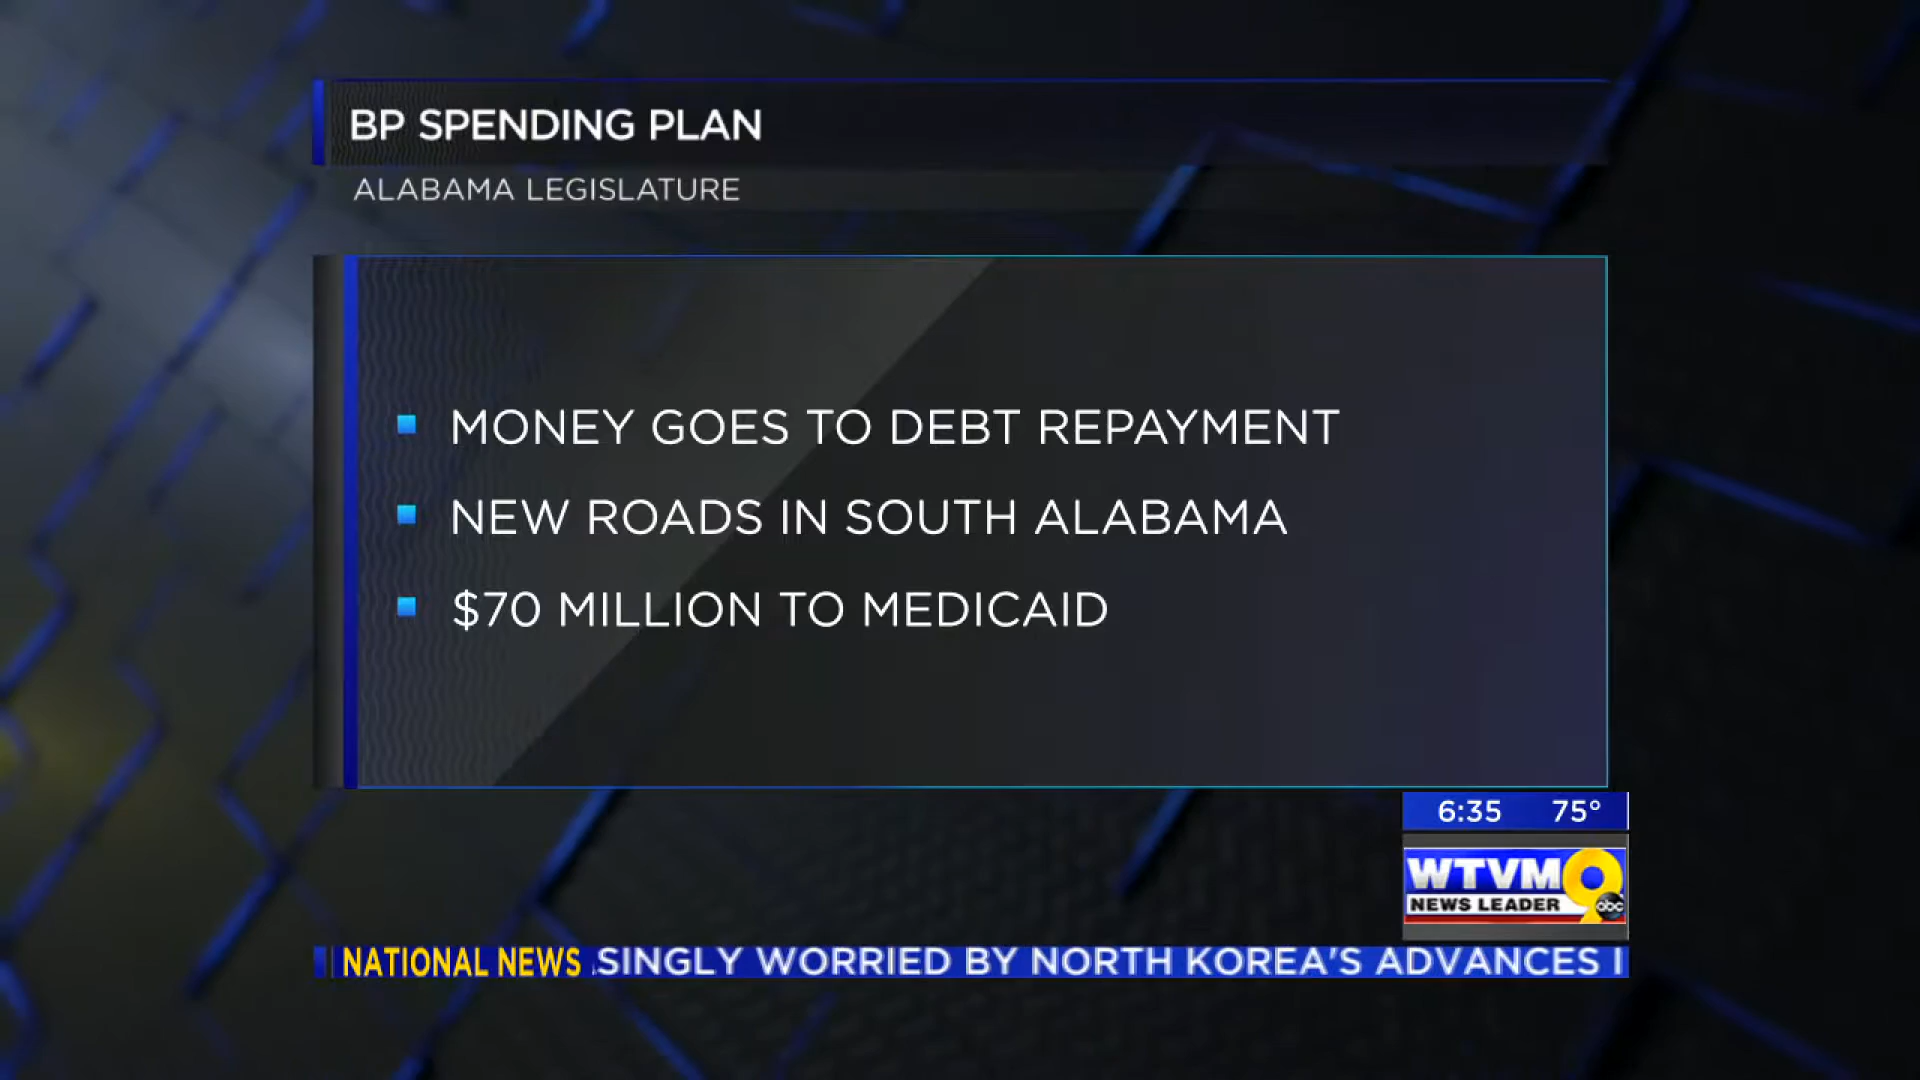 BP SPENDING PLAN
ALABAMA LEGISLATURE
MONEY GOES TO DEBT REPAYMENT
NEW ROADS IN SOUTH ALABAMA
$70 MILLION TO MEDICAID
6:35 75°
WTVM 9
NEWS LEADER abc
NATIONAL NEWS SINGLY WORRIED BY NORTH KOREA'S ADVANCES I